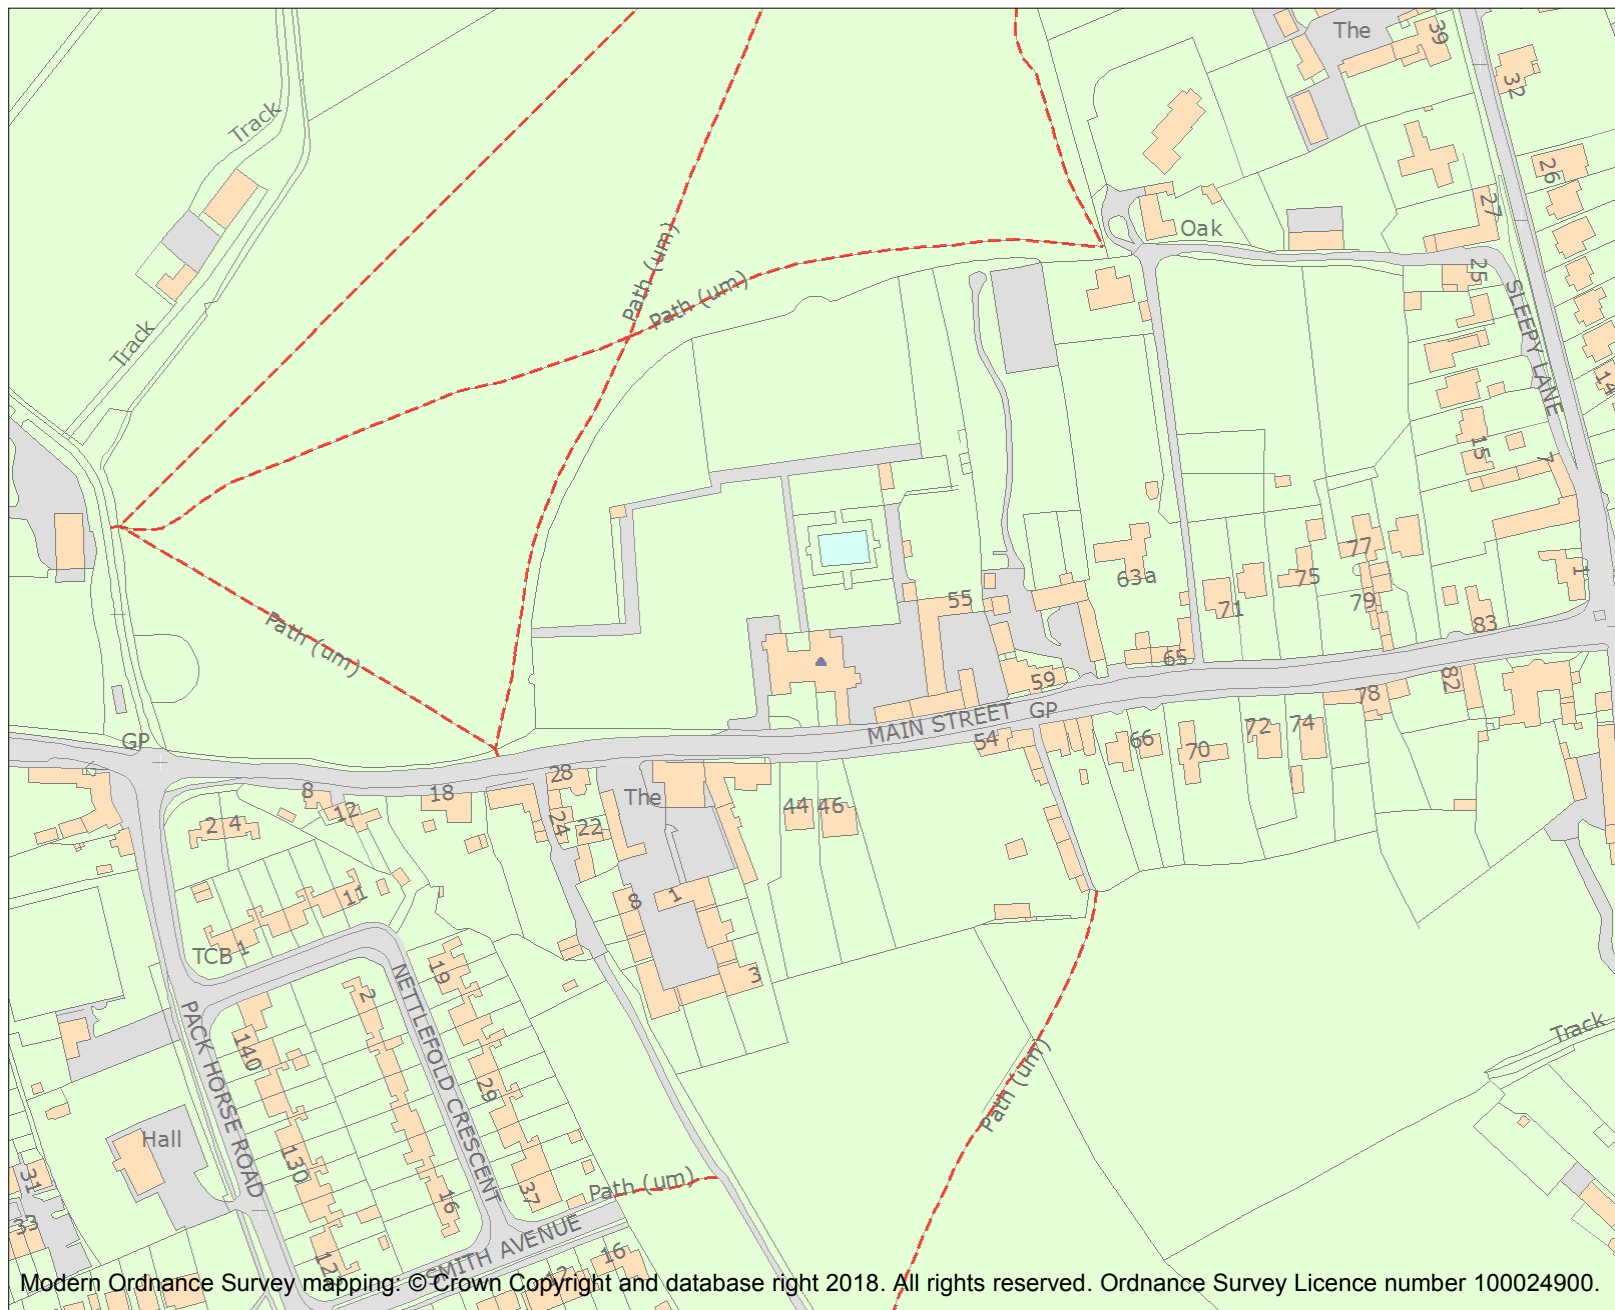 The
39
32
Track
26
27
Path (um)
Oak
25
Path (um)
SLEEPY LANE
Track
14
15
7
77
63a
75
1
55
71
79
Path (um)
83
65
59
82
78
GP
MAIN STREET
GP
54
66
72
74
70
28
8
18
The
12
44
46
2
4
24
22
11
8
1
TCB
1
19
3
2
NETTLEFOLD CRESCENT
PACK HORSE ROAD
140
Track
29
Path (um)
Hall
130
31
37
16
Path (um)
33
SMITH AVENUE
16
Modern Ordnance Survey mapping: © Crown Copyright and database right 2018. All rights reserved. Ordnance Survey Licence number 100024900.